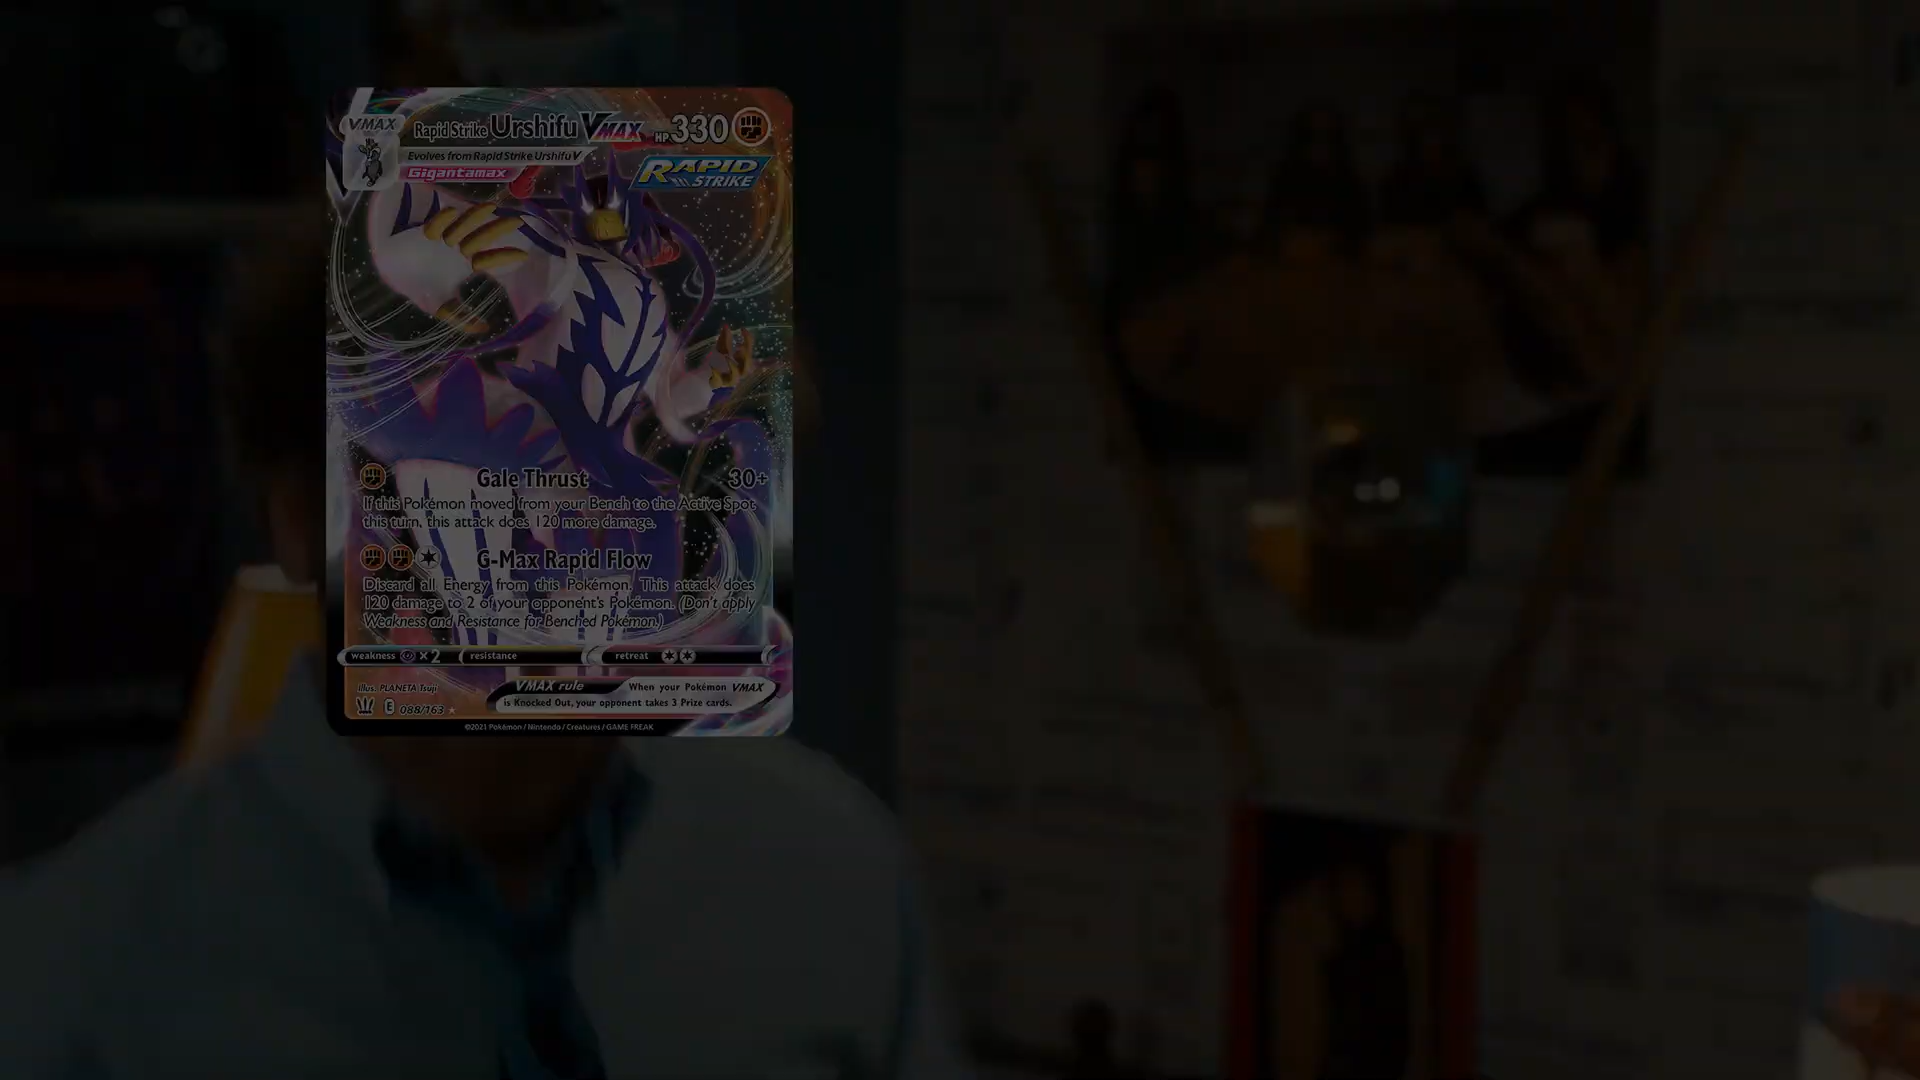 VMAX Rapid Strike Urshifu VMAX HP 330
Evolves from Rapid Strike Urshifu V
Gigantamax
RAPID
STRIKE
Gale Thrust 30+
If this Pokémon moved from your Bench to the Active Spot
this turn, this attack does 120 more damage.
G-Max Rapid Flow
Discard all Energy from this Pokémon. This attack does
120 damage to 2 of your opponent's Pokémon. (Don't apply
Weakness and Resistance for Benched Pokémon.)
weakness ×2 resistance retreat
Illus. PLANETA Tsuji
VMAX rule When your Pokémon VMAX
is Knocked Out, your opponent takes 3 Prize cards.
E 088/163
©2021 Pokémon / Nintendo / Creatures / GAME FREAK